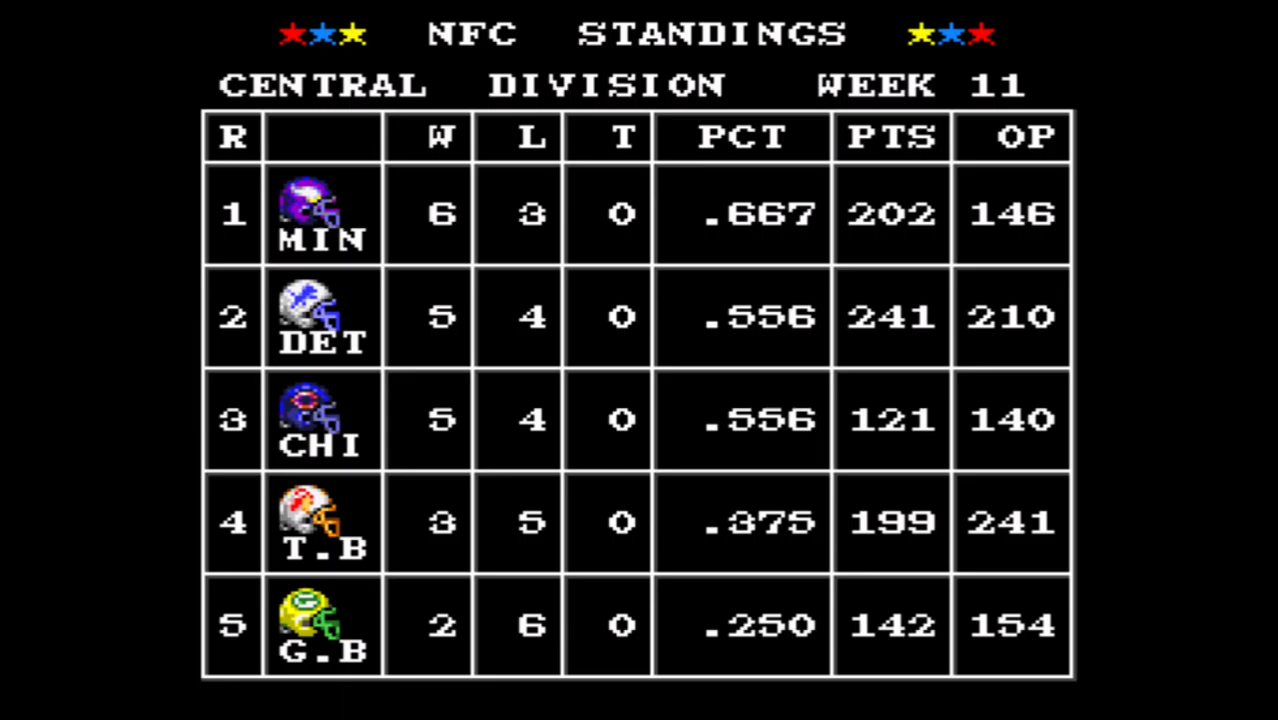 NFC STANDINGS
CENTRAL DIVISION WEEK 11
R W L T PCT PTS OP
1 MIN 6 3 0 .667 202 146
2 DET 5 4 0 .556 241 210
3 CHI 5 4 0 .556 121 140
4 T.B 3 5 0 .375 199 241
5 G.B 2 6 0 .250 142 154